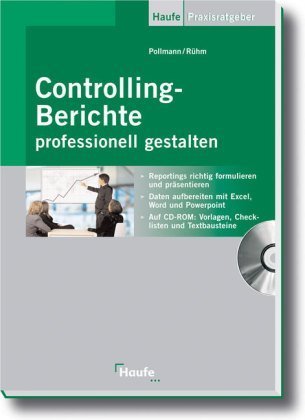 Haufe Praxisratgeber
Pollmann/Rühm
Controlling-
Berichte
professionell gestalten
Reportings richtig formulieren
und präsentieren
Daten aufbereiten mit Excel,
Word und Powerpoint
Auf CD-ROM: Vorlagen, Check-
listen und Textbausteine
Haufe